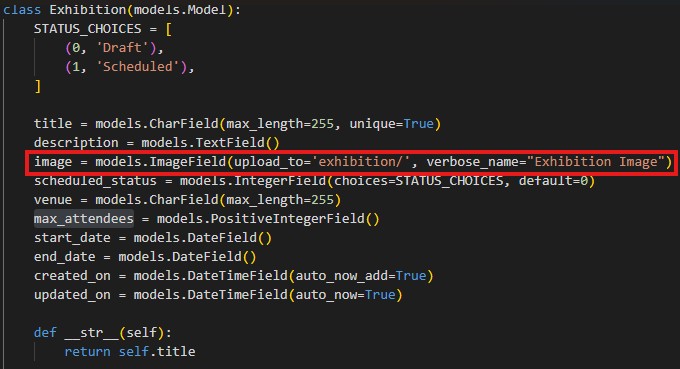 class Exhibition(models.Model):
    STATUS_CHOICES = [
        (0, 'Draft'),
        (1, 'Scheduled'),
    ]
    title = models.CharField(max_length=255, unique=True)
    description = models.TextField()
    image = models.ImageField(upload_to='exhibition/', verbose_name="Exhibition Image")
    scheduled_status = models.IntegerField(choices=STATUS_CHOICES, default=0)
    venue = models.CharField(max_length=255)
    max_attendees = models.PositiveIntegerField()
    start_date = models.DateField()
    end_date = models.DateField()
    created_on = models.DateTimeField(auto_now_add=True)
    updated_on = models.DateTimeField(auto_now=True)
    def __str__(self):
        return self.title